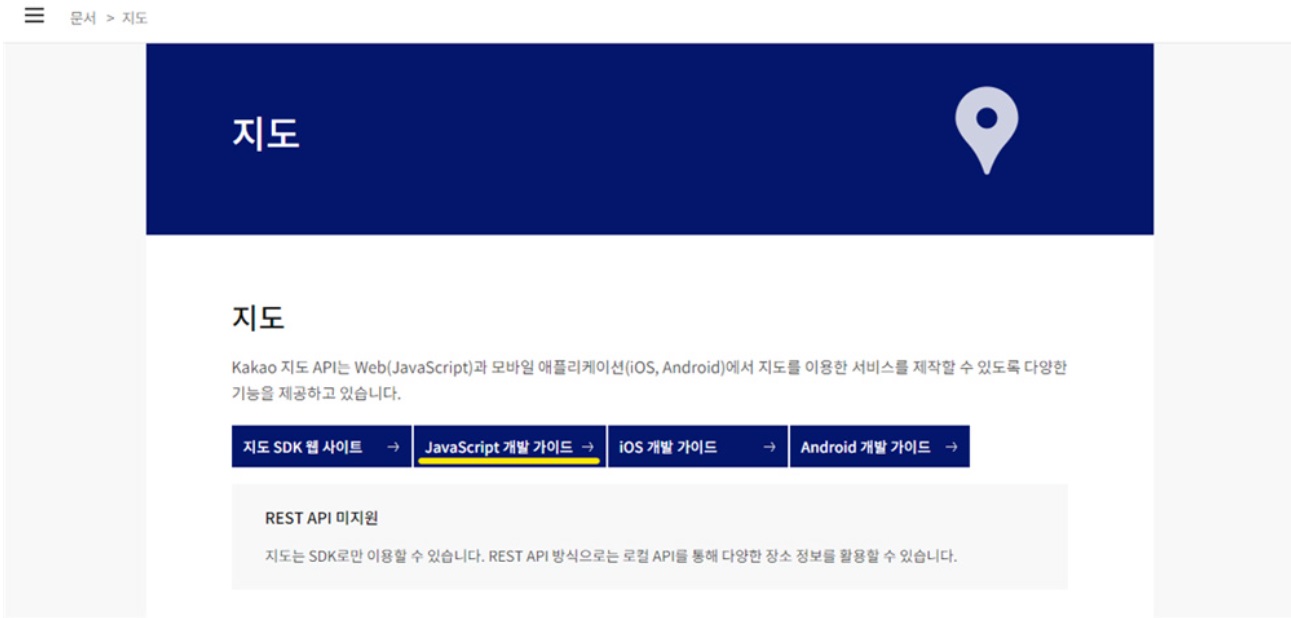 문서 > 지도
지도
지도
Kakao 지도 API는 Web(JavaScript)과 모바일 애플리케이션(iOS, Android)에서 지도를 이용한 서비스를 제작할 수 있도록 다양한
기능을 제공하고 있습니다.
지도 SDK 웹 사이트 → JavaScript 개발 가이드 → iOS 개발 가이드 → Android 개발 가이드 →
REST API 미지원
지도는 SDK로만 이용할 수 있습니다. REST API 방식으로는 로컬 API를 통해 다양한 장소 정보를 활용할 수 있습니다.